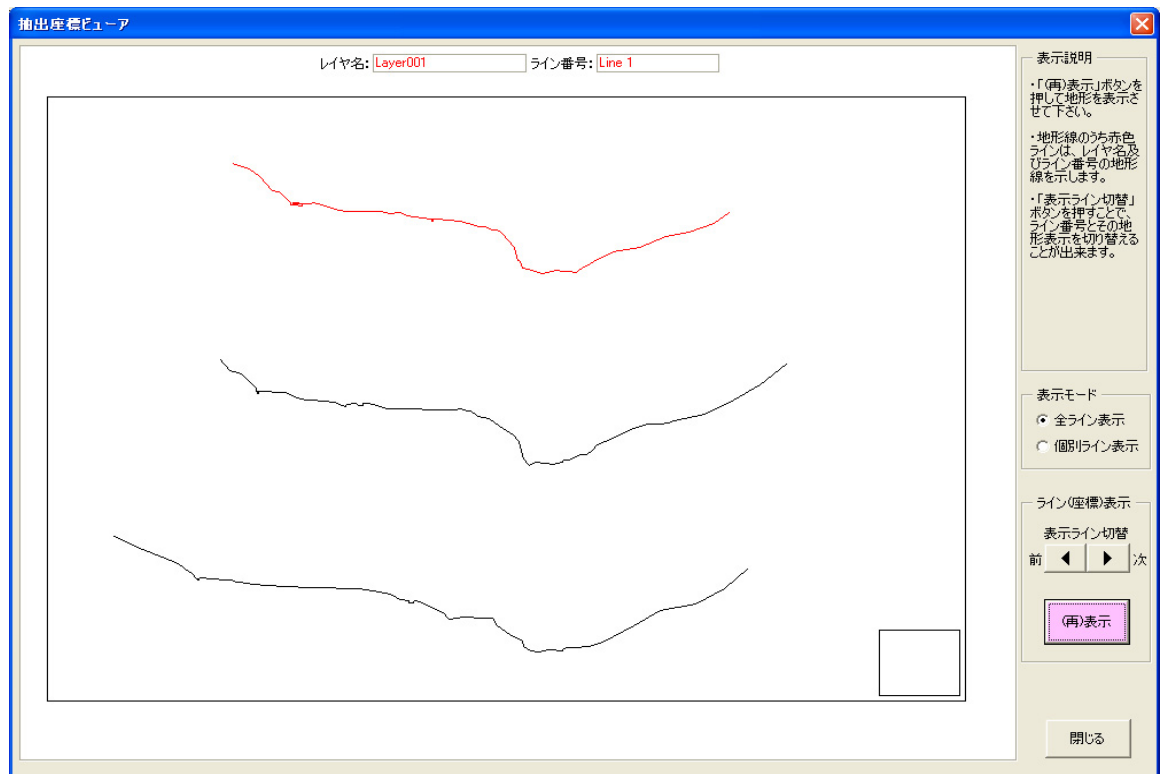 抽出座標ビューア
レイヤ名: Layer001 ライン番号: Line 1
表示説明
・「(再)表示」ボタンを
押して地形を表示さ
せて下さい。
・地形線のうち赤色
ラインは、レイヤ名及
びライン番号の地形
線を示します。
・「表示ライン切替」
ボタンを押すことで、
ライン番号とその地
形表示を切り替える
ことが出来ます。
表示モード
全ライン表示
個別ライン表示
ライン(座標)表示
表示ライン切替
前 次
(再)表示
閉じる